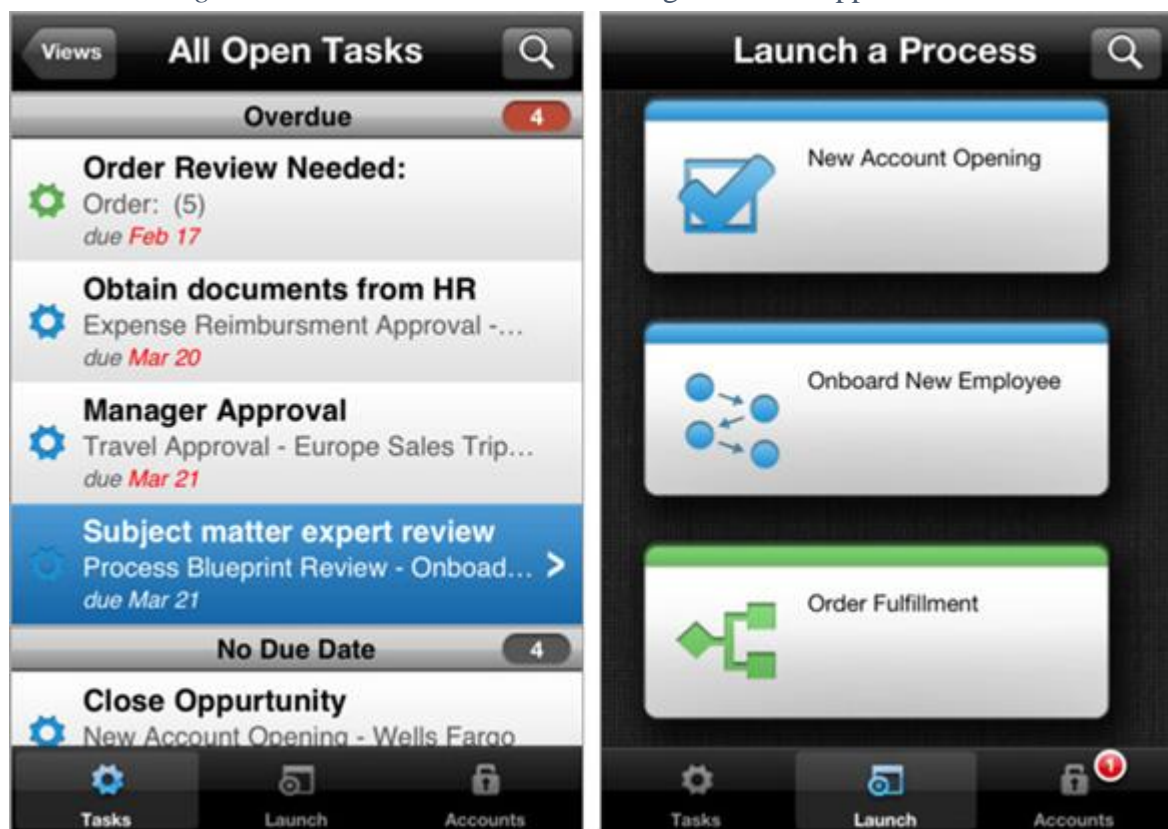 Views
All Open Tasks
Overdue
4
Order Review Needed:
Order: (5)
due Feb 17
Obtain documents from HR
Expense Reimbursment Approval -...
due Mar 20
Manager Approval
Travel Approval - Europe Sales Trip...
due Mar 21
Subject matter expert review
Process Blueprint Review - Onboad...
due Mar 21
No Due Date
4
Close Oppurtunity
New Account Opening - Wells Fargo
Tasks
Launch
Accounts
Launch a Process
New Account Opening
Onboard New Employee
Order Fulfillment
1
Tasks
Launch
Accounts